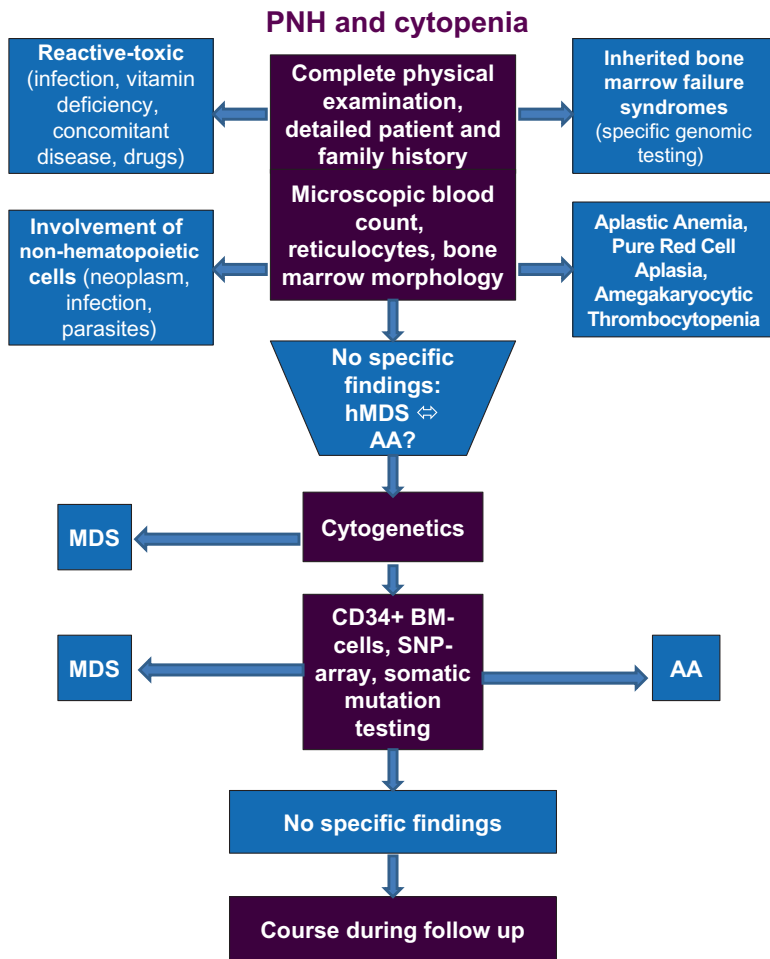 PNH and cytopenia
Reactive-toxic
(infection, vitamin
deficiency,
concomitant
disease, drugs)
Complete physical
examination,
detailed patient and
family history
Inherited bone
marrow failure
syndromes
(specific genomic
testing)
Involvement of
non-hematopoietic
cells (neoplasm,
infection,
parasites)
Microscopic blood
count,
reticulocytes, bone
marrow morphology
Aplastic Anemia,
Pure Red Cell
Aplasia,
Amegakaryocytic
Thrombocytopenia
No specific
findings:
hMDS ⇔
AA?
MDS
Cytogenetics
MDS
CD34+ BM-
cells, SNP-
array, somatic
mutation
testing
AA
No specific findings
Course during follow up